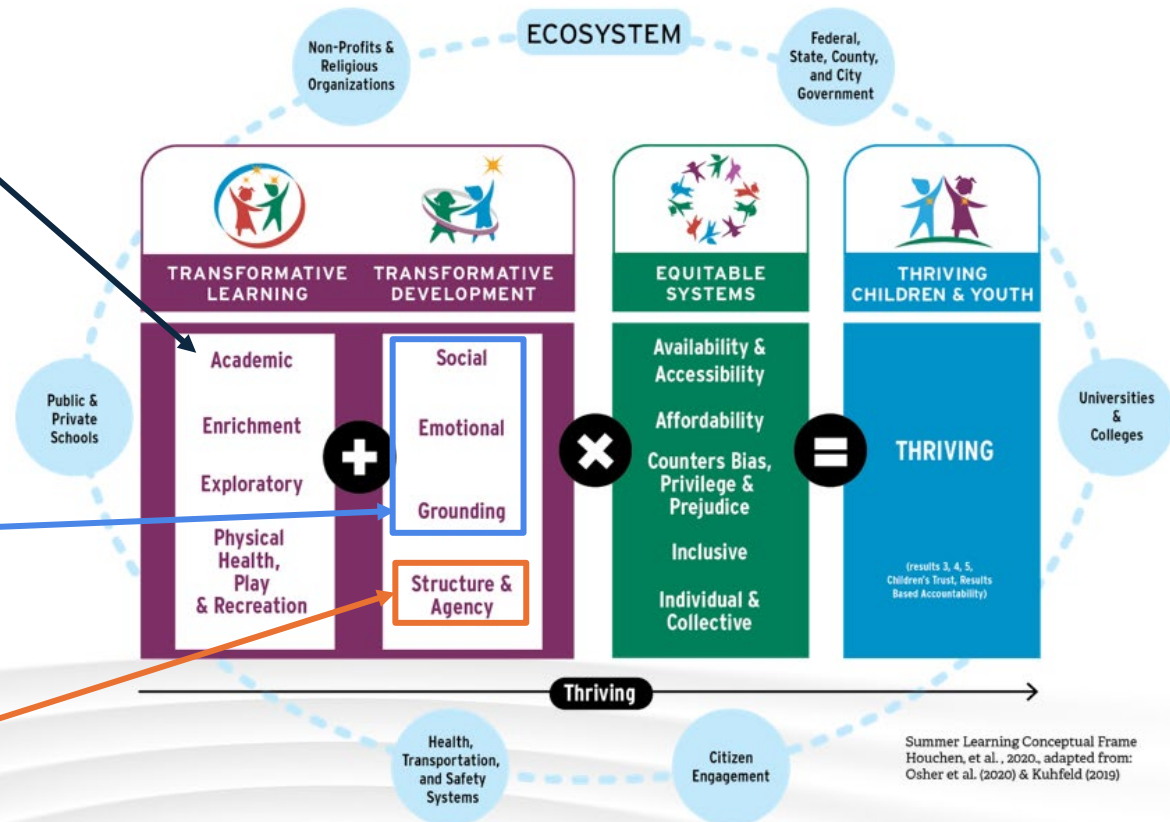 ECOSYSTEM
Non-Profits &
Religious
Organizations
Federal,
State, County,
and City
Government
TRANSFORMATIVE
LEARNING
TRANSFORMATIVE
DEVELOPMENT
EQUITABLE
SYSTEMS
THRIVING
CHILDREN & YOUTH
Public &
Private
Schools
Academic
Enrichment
Exploratory
Physical
Health,
Play
& Recreation
+
Social
Emotional
Grounding
Structure &
Agency
×
Availability &
Accessibility
Affordability
Counters Bias,
Privilege &
Prejudice
Inclusive
Individual &
Collective
=
THRIVING
(results 3, 4, 5,
Children's Trust, Results
Based Accountability)
Universities
&
Colleges
Thriving
Health,
Transportation,
and Safety
Systems
Citizen
Engagement
Summer Learning Conceptual Frame
Houchen, et al. , 2020., adapted from:
Osher et al. (2020) & Kuhfeld (2019)